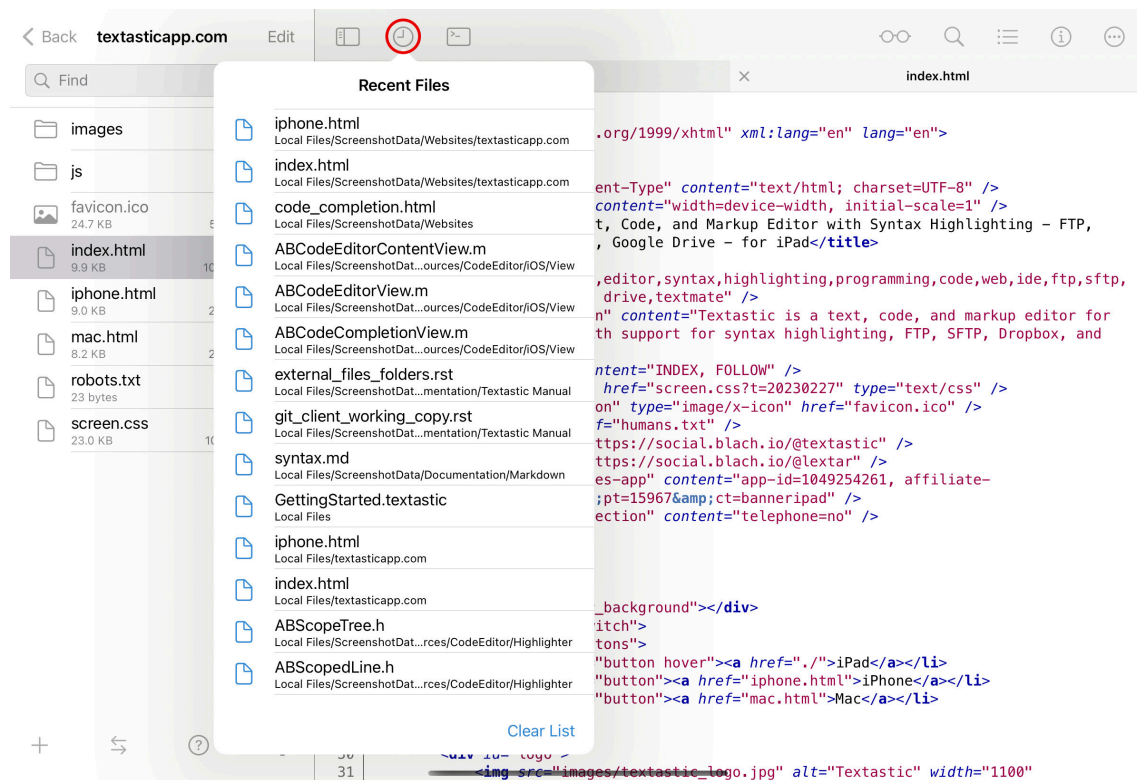 Back
textasticapp.com
Edit
Find
images
js
favicon.ico
24.7 KB
index.html
9.9 KB
iphone.html
9.0 KB
mac.html
8.2 KB
robots.txt
23 bytes
screen.css
23.0 KB
Recent Files
iphone.html
Local Files/ScreenshotData/Websites/textasticapp.com
index.html
Local Files/ScreenshotData/Websites/textasticapp.com
code_completion.html
Local Files/ScreenshotData/Websites
ABCodeEditorContentView.m
Local Files/ScreenshotDat...ources/CodeEditor/iOS/View
ABCodeEditorView.m
Local Files/ScreenshotDat...ources/CodeEditor/iOS/View
ABCodeCompletionView.m
Local Files/ScreenshotDat...ources/CodeEditor/iOS/View
external_files_folders.rst
Local Files/ScreenshotDat...mentation/Textastic Manual
git_client_working_copy.rst
Local Files/ScreenshotDat...mentation/Textastic Manual
syntax.md
Local Files/ScreenshotData/Documentation/Markdown
GettingStarted.textastic
Local Files
iphone.html
Local Files/textasticapp.com
index.html
Local Files/textasticapp.com
ABScopeTree.h
Local Files/ScreenshotDat...rces/CodeEditor/Highlighter
ABScopedLine.h
Local Files/ScreenshotDat...rces/CodeEditor/Highlighter
Clear List
index.html
.org/1999/xhtml" xml:lang="en" lang="en">
ent-Type" content="text/html; charset=UTF-8" />
content="width=device-width, initial-scale=1" />
t, Code, and Markup Editor with Syntax Highlighting – FTP,
, Google Drive – for iPad</title>
,editor,syntax,highlighting,programming,code,web,ide,ftp,sftp,
drive,textmate" />
n" content="Textastic is a text, code, and markup editor for
th support for syntax highlighting, FTP, SFTP, Dropbox, and
ntent="INDEX, FOLLOW" />
href="screen.css?t=20230227" type="text/css" />
on" type="image/x-icon" href="favicon.ico" />
f="humans.txt" />
ttps://social.blach.io/@textastic" />
ttps://social.blach.io/@lextar" />
es-app" content="app-id=1049254261, affiliate-
;pt=15967&amp;ct=banneripad" />
ection" content="telephone=no" />
_background"></div>
itch">
tons">
"button hover"><a href="./">iPad</a></li>
"button"><a href="iphone.html">iPhone</a></li>
"button"><a href="mac.html">Mac</a></li>
31 <img src="images/textastic_logo.jpg" alt="Textastic" width="1100"